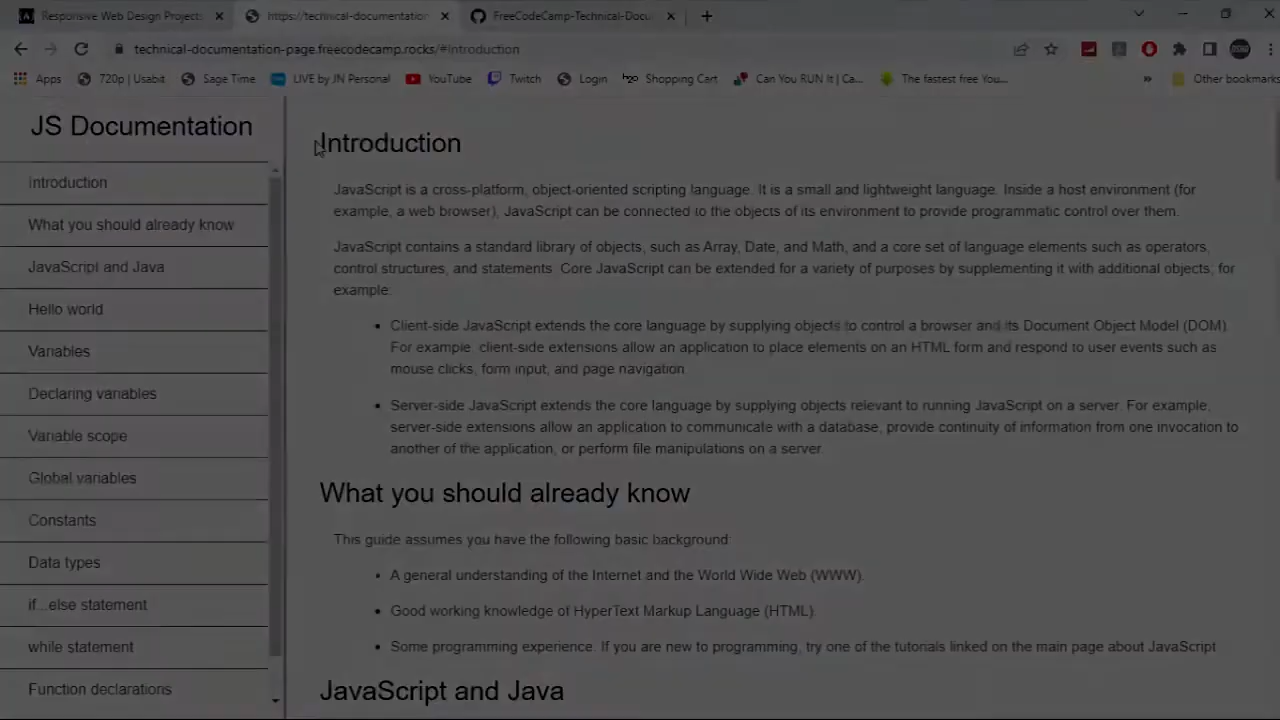 Responsive Web Design Projects
https://technical-documentation
FreeCodeCamp-Technical-Docu
technical-documentation-page.freecodecamp.rocks/#Introduction
Apps
720p | Usabit
Sage Time
LIVE by JN Personal
YouTube
Twitch
Login
Shopping Cart
Can You RUN It | Ca...
The fastest free You...
»
Other bookmarks
JS Documentation
Introduction
What you should already know
JavaScript and Java
Hello world
Variables
Declaring variables
Variable scope
Global variables
Constants
Data types
if...else statement
while statement
Function declarations
Introduction
JavaScript is a cross-platform, object-oriented scripting language. It is a small and lightweight language. Inside a host environment (for
example, a web browser), JavaScript can be connected to the objects of its environment to provide programmatic control over them.
JavaScript contains a standard library of objects, such as Array, Date, and Math, and a core set of language elements such as operators,
control structures, and statements. Core JavaScript can be extended for a variety of purposes by supplementing it with additional objects; for
example:
• Client-side JavaScript extends the core language by supplying objects to control a browser and its Document Object Model (DOM).
For example, client-side extensions allow an application to place elements on an HTML form and respond to user events such as
mouse clicks, form input, and page navigation.
• Server-side JavaScript extends the core language by supplying objects relevant to running JavaScript on a server. For example,
server-side extensions allow an application to communicate with a database, provide continuity of information from one invocation to
another of the application, or perform file manipulations on a server.
What you should already know
This guide assumes you have the following basic background:
• A general understanding of the Internet and the World Wide Web (WWW).
• Good working knowledge of HyperText Markup Language (HTML).
• Some programming experience. If you are new to programming, try one of the tutorials linked on the main page about JavaScript.
JavaScript and Java